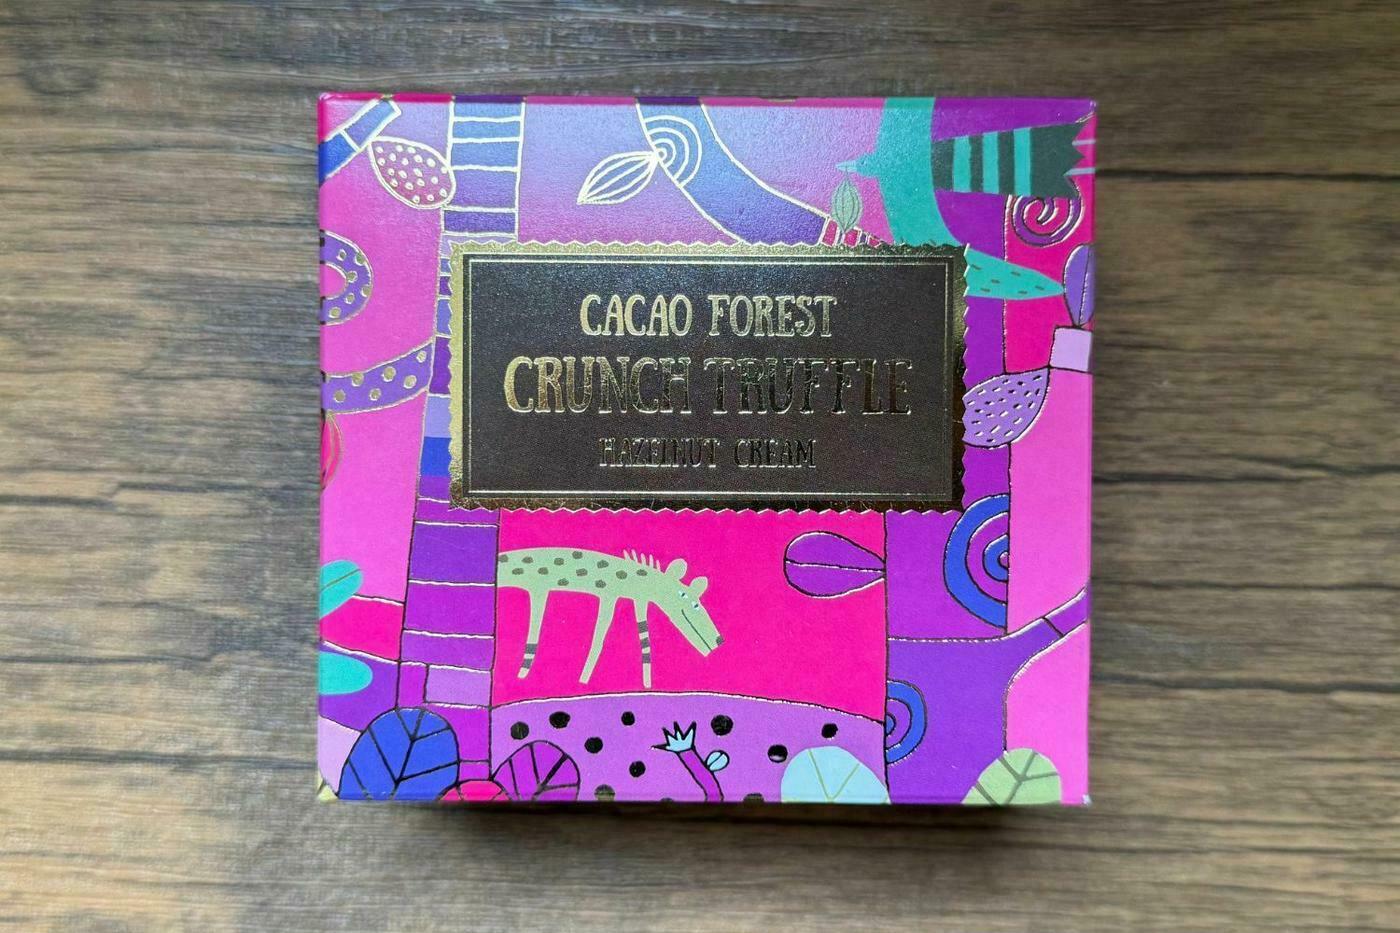 CACAO FOREST
CRUNCH TRUFFLE
HAZELNUT CREAM